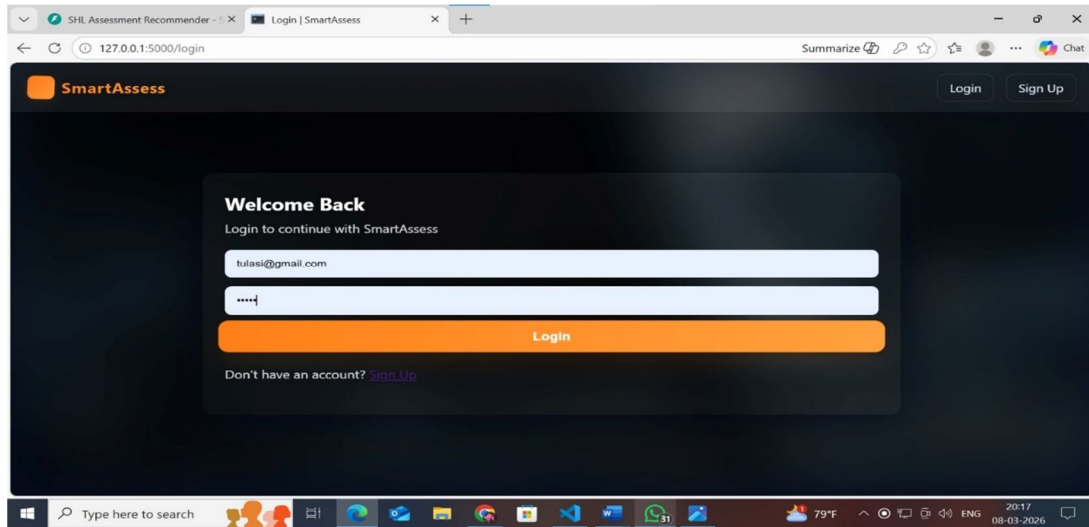 SHL Assessment Recommender - S
Login | SmartAssess
127.0.0.1:5000/login
Summarize
Chat
SmartAssess
Login
Sign Up
Welcome Back
Login to continue with SmartAssess
tulasi@gmail.com
•••••
Login
Don't have an account? Sign Up
Type here to search
31
79°F
ENG
20:17
08-03-2026